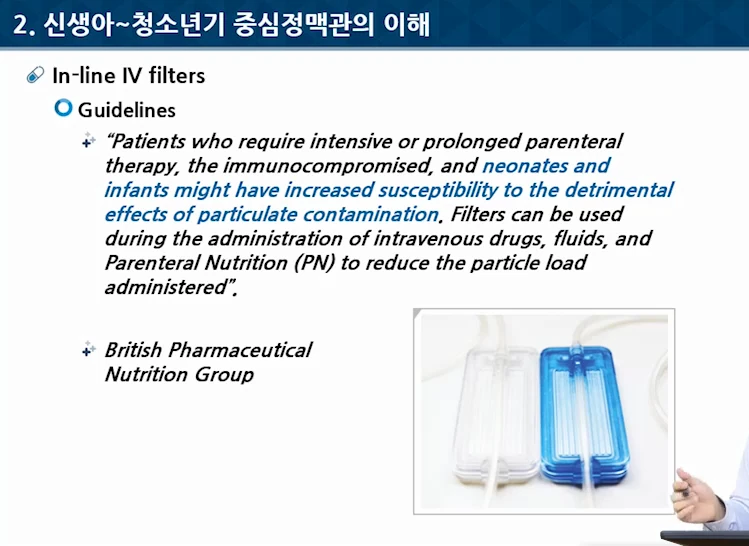 2. 신생아~청소년기 중심정맥관의 이해
In-line IV filters
Guidelines
“Patients who require intensive or prolonged parenteral
therapy, the immunocompromised, and neonates and
infants might have increased susceptibility to the detrimental
effects of particulate contamination. Filters can be used
during the administration of intravenous drugs, fluids, and
Parenteral Nutrition (PN) to reduce the particle load
administered”.
British Pharmaceutical
Nutrition Group